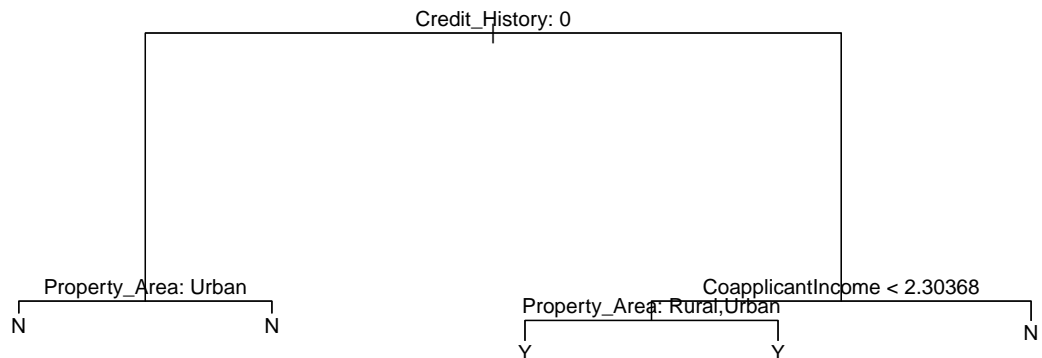 Credit_History: 0
Property_Area: Urban
CoapplicantIncome < 2.30368
Property_Area: Rural,Urban
N
N
N
Y
Y